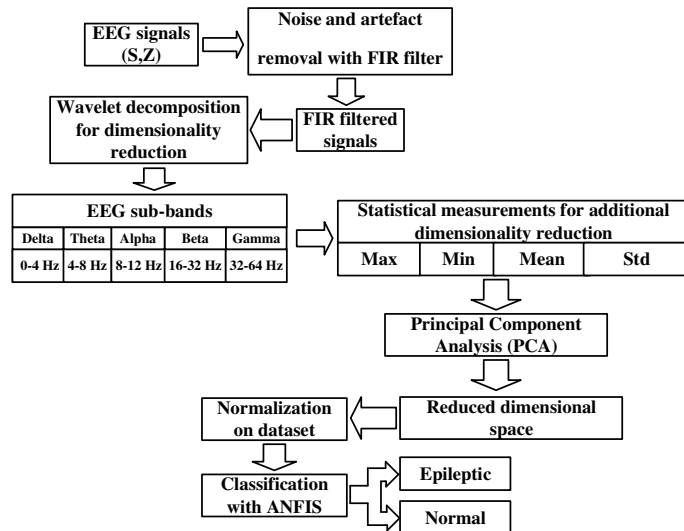 EEG signals
(S,Z)
Noise and artefact
removal with FIR filter
Wavelet decomposition
for dimensionality
reduction
FIR filtered
signals
EEG sub-bands
Delta Theta Alpha Beta Gamma
0-4 Hz 4-8 Hz 8-12 Hz 16-32 Hz 32-64 Hz
Statistical measurements for additional
dimensionality reduction
Max Min Mean Std
Principal Component
Analysis (PCA)
Reduced dimensional
space
Normalization
on dataset
Classification
with ANFIS
Epileptic
Normal